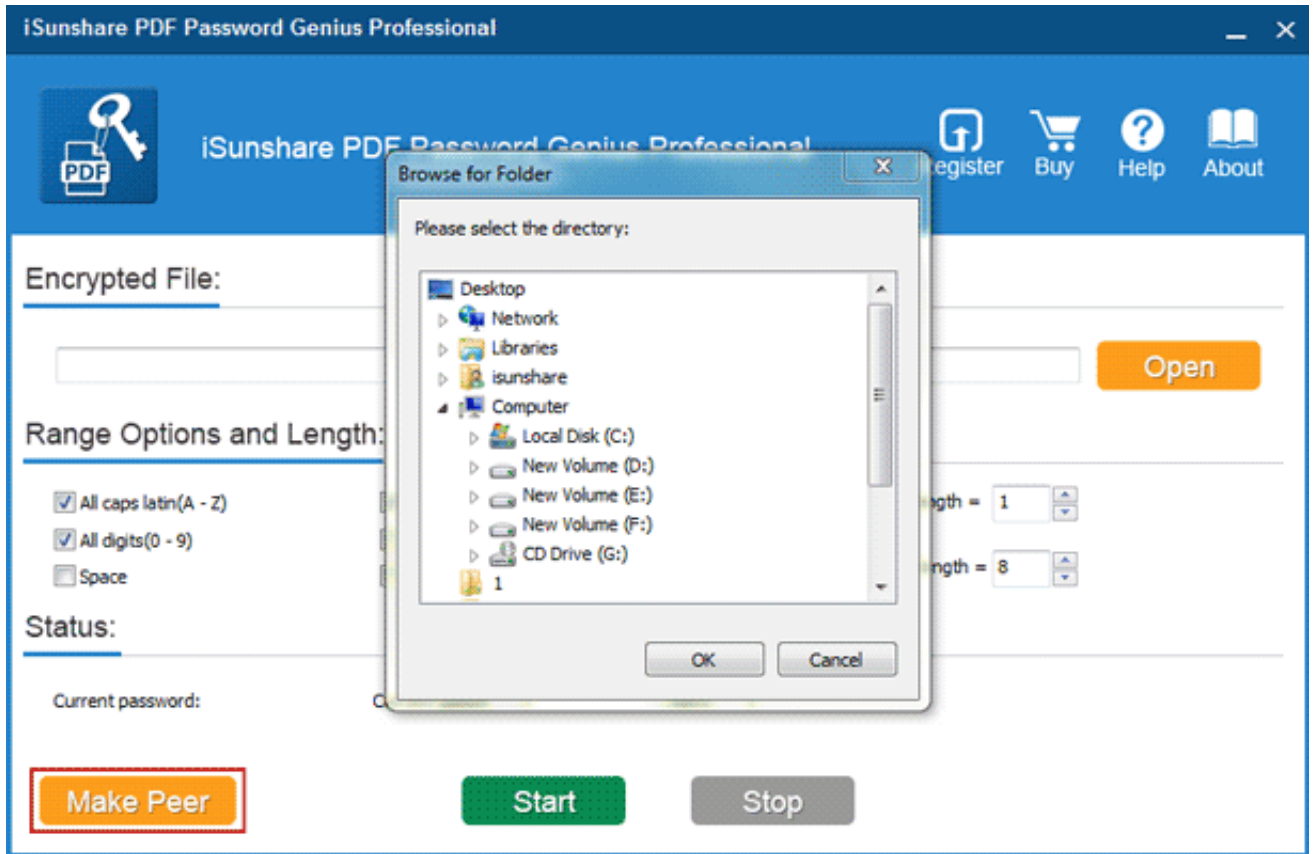 iSunshare PDF Password Genius Professional
PDF
iSunshare PDF Password Genius Professional
Register Buy Help About
Browse for Folder
Please select the directory:
Desktop
Network
Libraries
isunshare
Computer
Local Disk (C:)
New Volume (D:)
New Volume (E:)
New Volume (F:)
CD Drive (G:)
1
OK Cancel
Encrypted File:
Open
Range Options and Length:
All caps latin(A - Z)
= 1
All digits(0 - 9)
Space
= 8
Status:
Current password:
Make Peer Start Stop